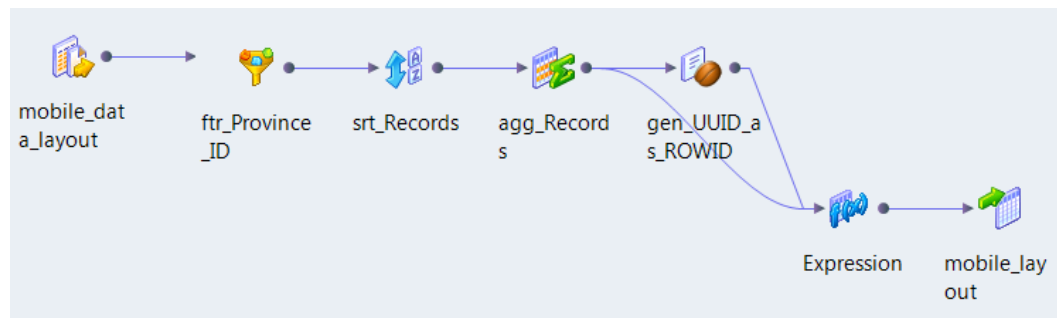 mobile_dat
a_layout
ftr_Province
_ID
srt_Records
agg_Record
s
gen_UUID_a
s_ROWID
Expression
mobile_lay
out